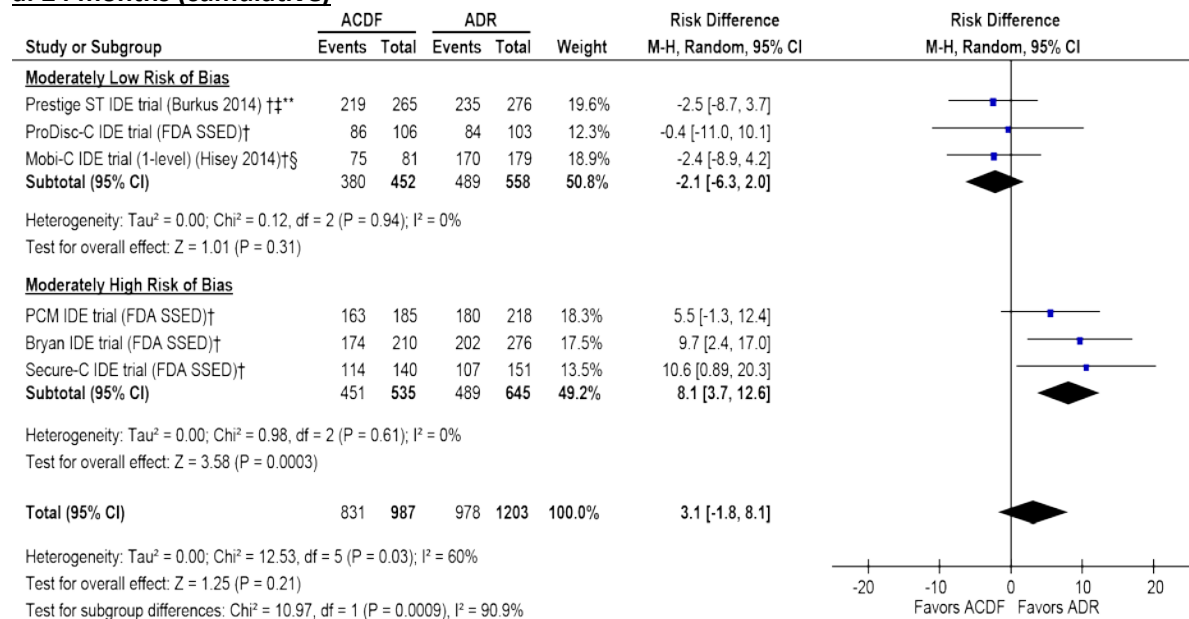 d. 24 months (cumulative)
ACDF ADR Risk Difference Risk Difference
Study or Subgroup Events Total Events Total Weight M-H, Random, 95% CI M-H, Random, 95% CI
Moderately Low Risk of Bias
Prestige ST IDE trial (Burkus 2014) †‡** 219 265 235 276 19.6% -2.5 [-8.7, 3.7]
ProDisc-C IDE trial (FDA SSED)† 86 106 84 103 12.3% -0.4 [-11.0, 10.1]
Mobi-C IDE trial (1-level) (Hisey 2014)†§ 75 81 170 179 18.9% -2.4 [-8.9, 4.2]
Subtotal (95% CI) 380 452 489 558 50.8% -2.1 [-6.3, 2.0]
Heterogeneity: Tau² = 0.00; Chi² = 0.12, df = 2 (P = 0.94); I² = 0%
Test for overall effect: Z = 1.01 (P = 0.31)
Moderately High Risk of Bias
PCM IDE trial (FDA SSED)† 163 185 180 218 18.3% 5.5 [-1.3, 12.4]
Bryan IDE trial (FDA SSED)† 174 210 202 276 17.5% 9.7 [2.4, 17.0]
Secure-C IDE trial (FDA SSED)† 114 140 107 151 13.5% 10.6 [0.89, 20.3]
Subtotal (95% CI) 451 535 489 645 49.2% 8.1 [3.7, 12.6]
Heterogeneity: Tau² = 0.00; Chi² = 0.98, df = 2 (P = 0.61); I² = 0%
Test for overall effect: Z = 3.58 (P = 0.0003)
Total (95% CI) 831 987 978 1203 100.0% 3.1 [-1.8, 8.1]
Heterogeneity: Tau² = 0.00; Chi² = 12.53, df = 5 (P = 0.03); I² = 60%
Test for overall effect: Z = 1.25 (P = 0.21)
Test for subgroup differences: Chi² = 10.97, df = 1 (P = 0.0009), I² = 90.9%
-20 -10 0 10 20
Favors ACDF Favors ADR